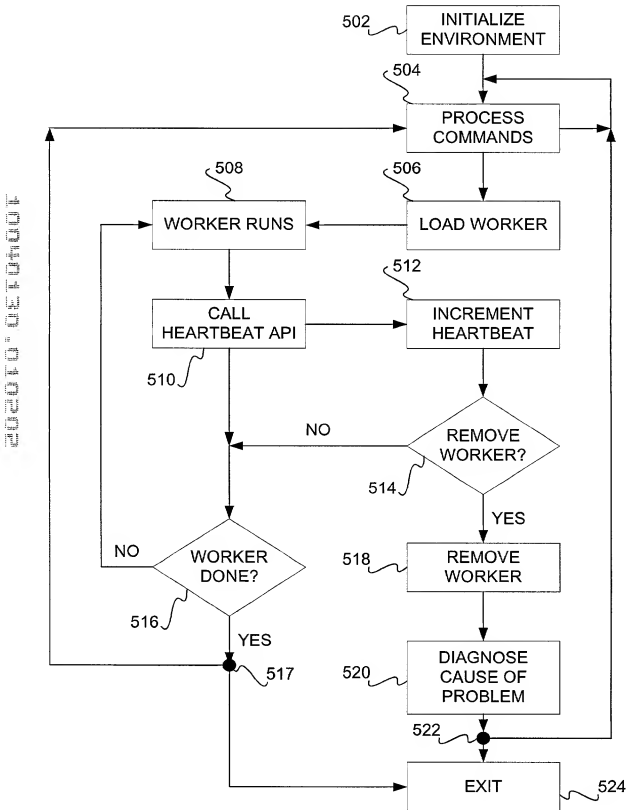 502
INITIALIZE
ENVIRONMENT
504
PROCESS
COMMANDS
508
506
WORKER RUNS
LOAD WORKER
512
CALL
HEARTBEAT API
INCREMENT
HEARTBEAT
510
NO
REMOVE
WORKER?
514
YES
NO
WORKER
DONE?
518
REMOVE
WORKER
516
YES
517
520
DIAGNOSE
CAUSE OF
PROBLEM
522
EXIT
524